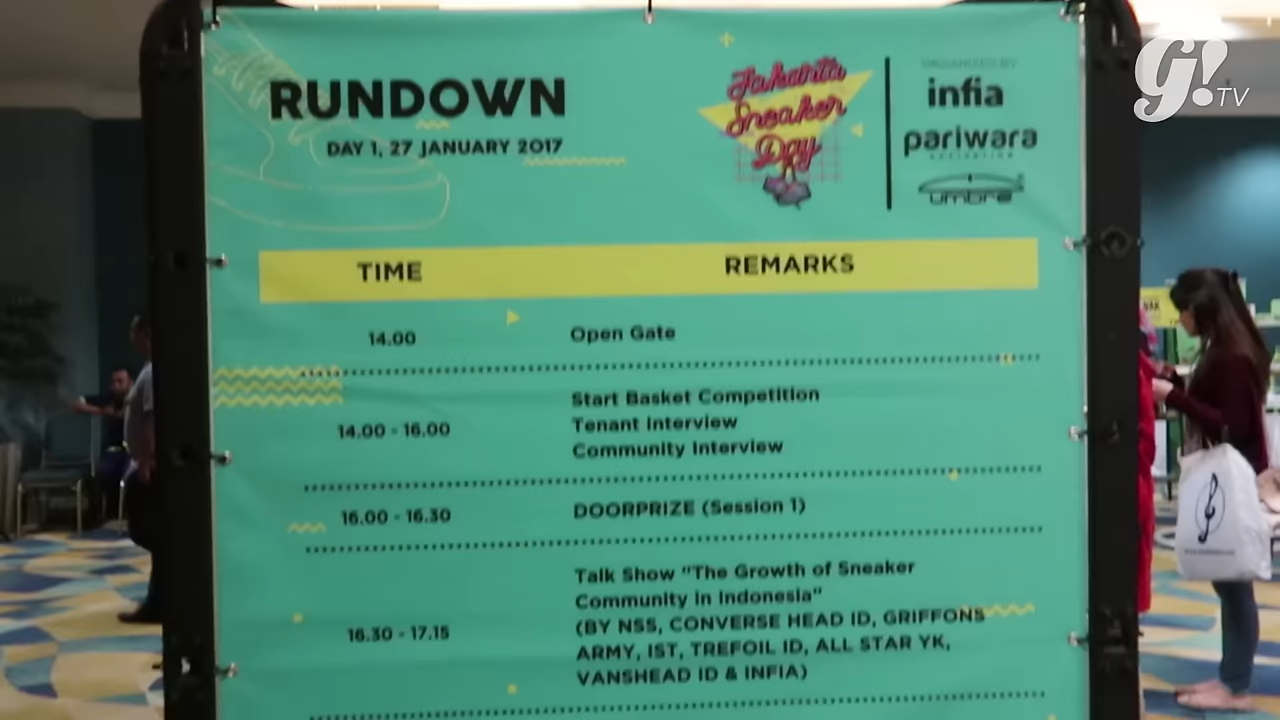 RUNDOWN
DAY 1, 27 JANUARY 2017
Jakarta
Sneaker
Day
ORGANIZED BY
infia
pariwara
umbre
g! TV
TIME REMARKS
14.00 Open Gate
14.00 - 16.00
Start Basket Competition
Tenant Interview
Community Interview
16.00 - 16.30 DOORPRIZE (Session 1)
16.30 - 17.15
Talk Show "The Growth of Sneaker
Community in Indonesia"
(BY NSS, CONVERSE HEAD ID, GRIFFONS
ARMY, IST, TREFOIL ID, ALL STAR YK,
VANSHEAD ID & INFIA)